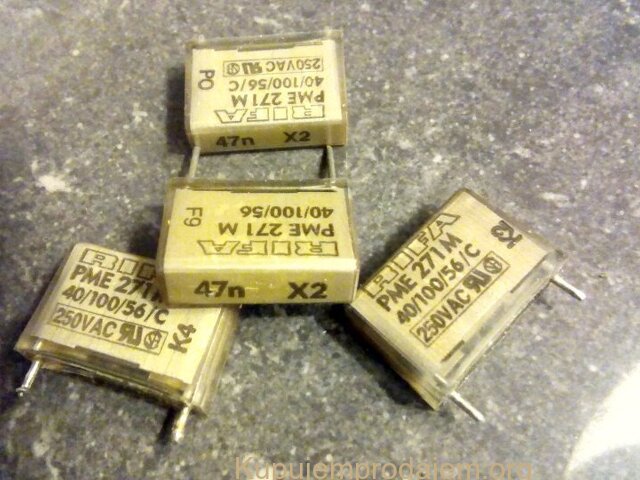 250VAC
40/100/56/C
PME 271 M
RIFA
PO
47n X2
F9
40/100/56
PME 271 M
RIFA
47n X2
RIFA
PME 271 M
40/100/56/C
250VAC
K4
RIFA
PME 271 M
40/100/56/C
250VAC
Kupujemprodajem.org